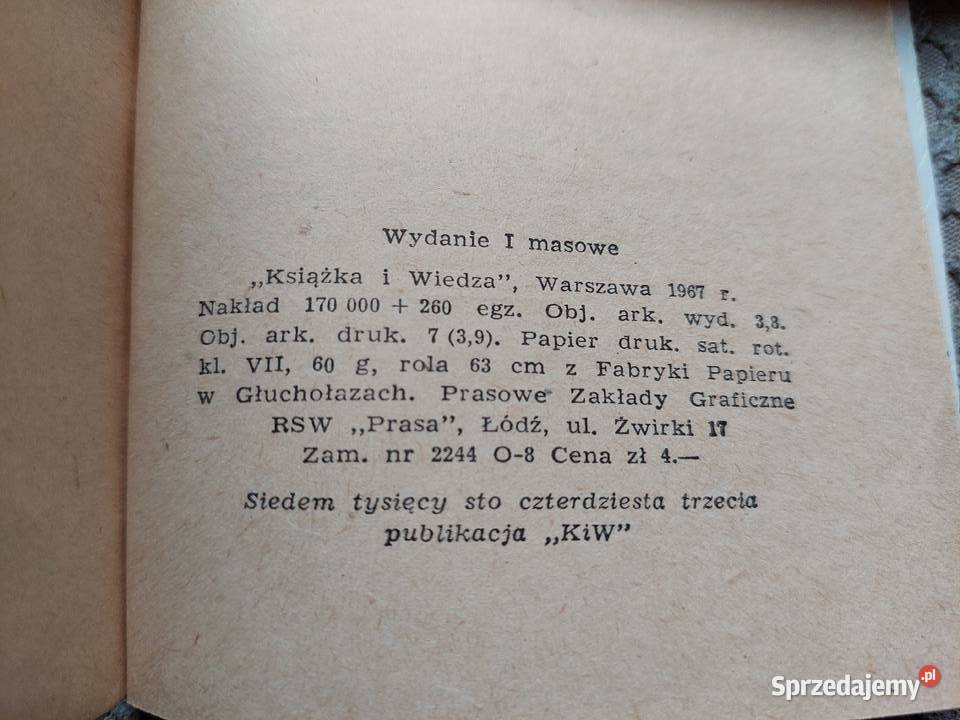 Wydanie I masowe
„Książka i Wiedza”, Warszawa 1967 r.
Nakład 170 000 + 260 egz. Obj. ark. wyd. 3,8.
Obj. ark. druk. 7 (3,9). Papier druk. sat. rot.
kl. VII, 60 g, rola 63 cm z Fabryki Papieru
w Głuchołazach. Prasowe Zakłady Graficzne
RSW „Prasa”, Łódź, ul. Żwirki 17
Zam. nr 2244 O-8 Cena zł 4.—
Siedem tysięcy sto czterdziesta trzecia
publikacja „KiW”
Sprzedajemy.pl